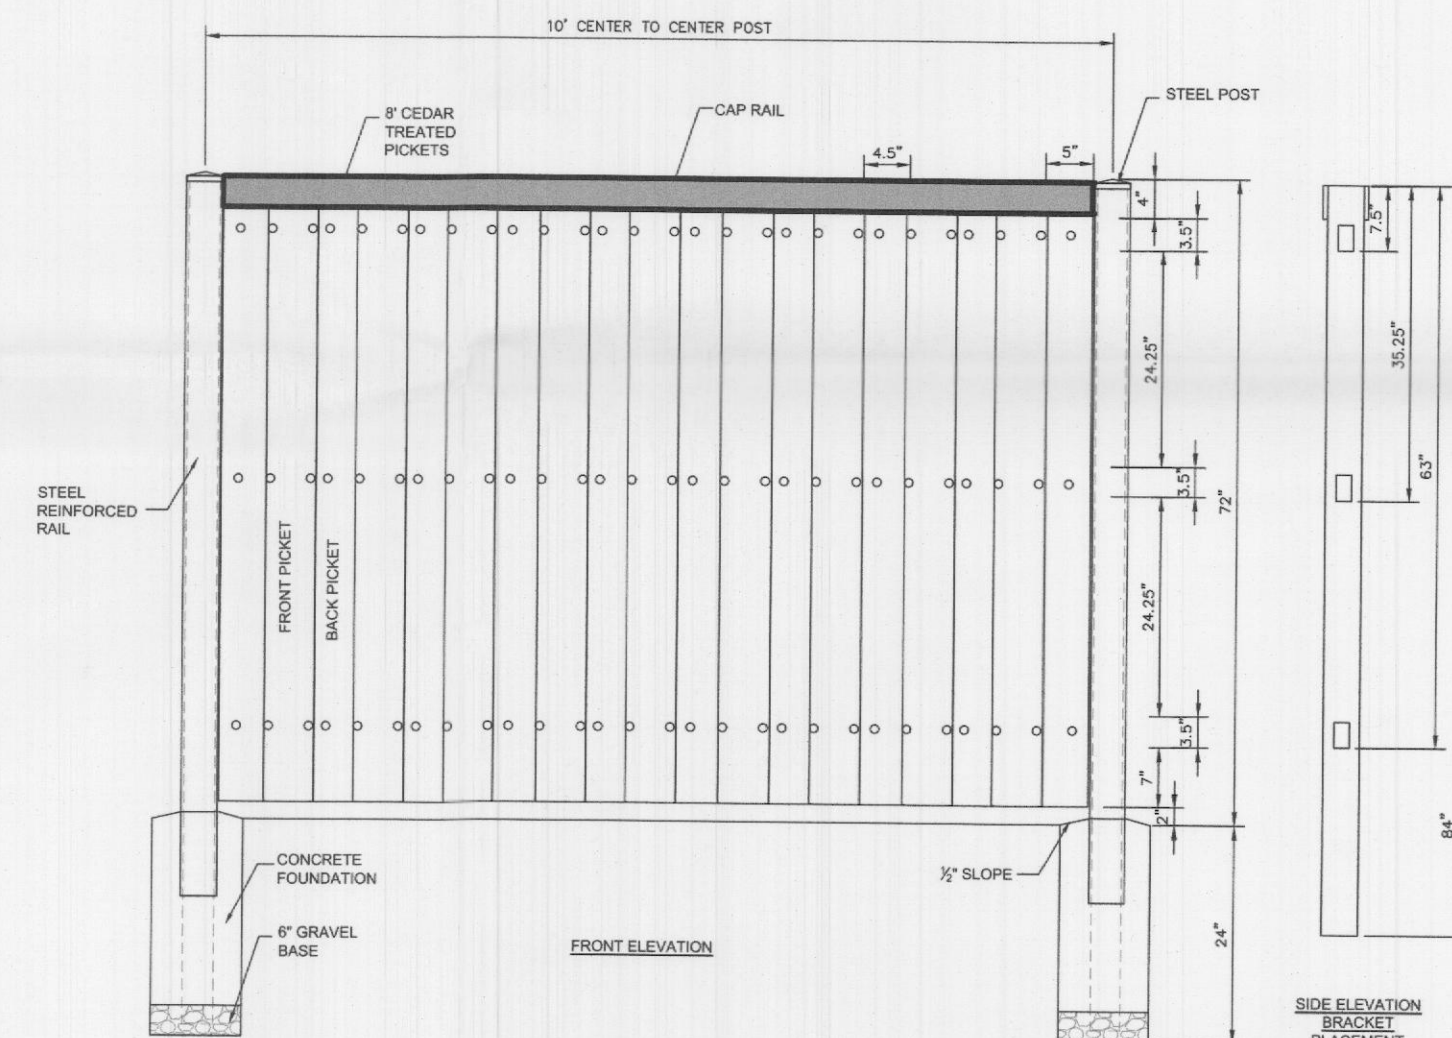 10' CENTER TO CENTER POST
STEEL POST
8' CEDAR
TREATED
PICKETS
CAP RAIL
4.5"
5"
4"
3.5"
7.5"
24.25"
35.25"
3.5"
63"
72"
STEEL
REINFORCED
RAIL
FRONT PICKET
BACK PICKET
24.25"
3.5"
7"
2"
84"
CONCRETE
FOUNDATION
½" SLOPE
6" GRAVEL
BASE
FRONT ELEVATION
24"
SIDE ELEVATION
BRACKET
PLACEMENT